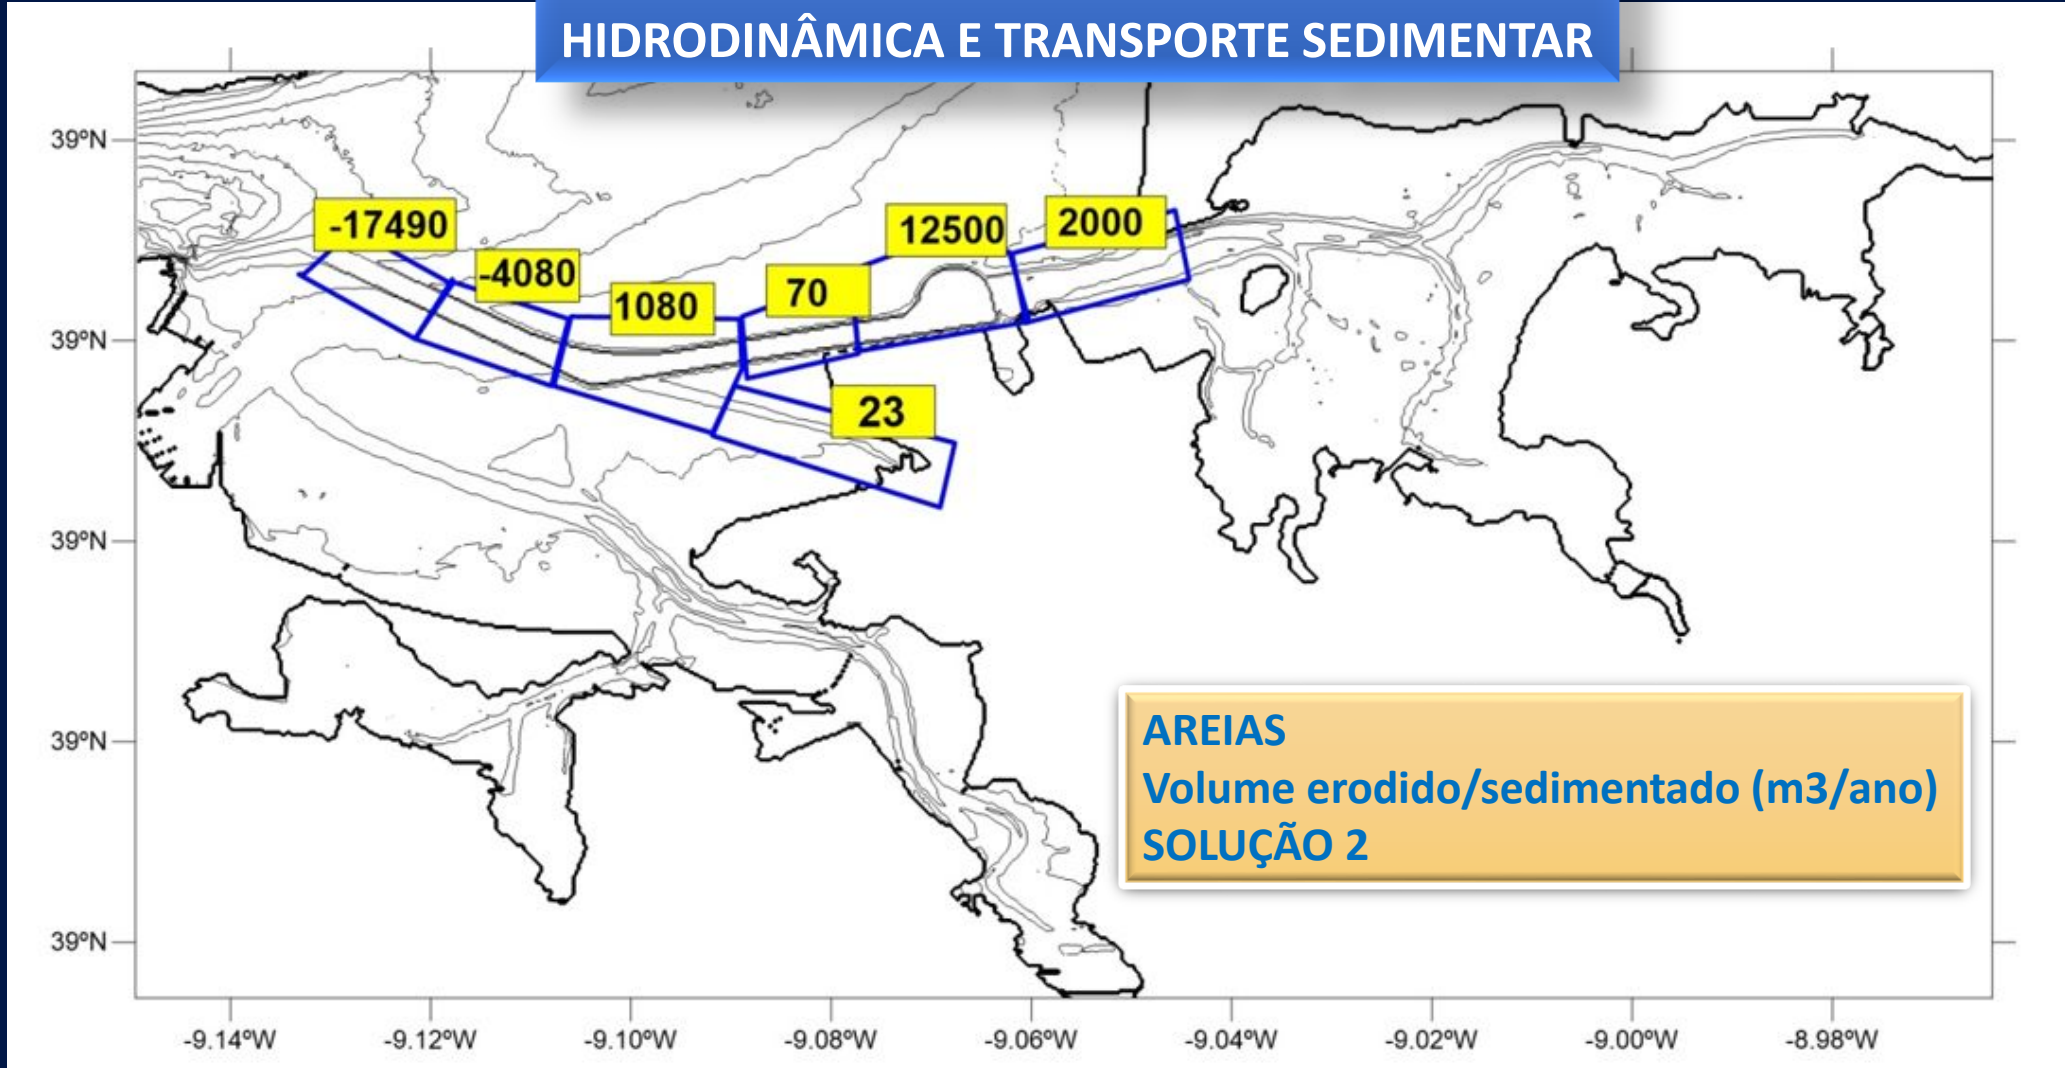 HIDRODINÂMICA E TRANSPORTE SEDIMENTAR
39ºN
39ºN
39ºN
39ºN
39ºN
-17490
-4080
1080
70
12500
2000
23
AREIAS
Volume erodido/sedimentado (m3/ano)
SOLUÇÃO 2
-9.14ºW
-9.12ºW
-9.10ºW
-9.08ºW
-9.06ºW
-9.04ºW
-9.02ºW
-9.00ºW
-8.98ºW